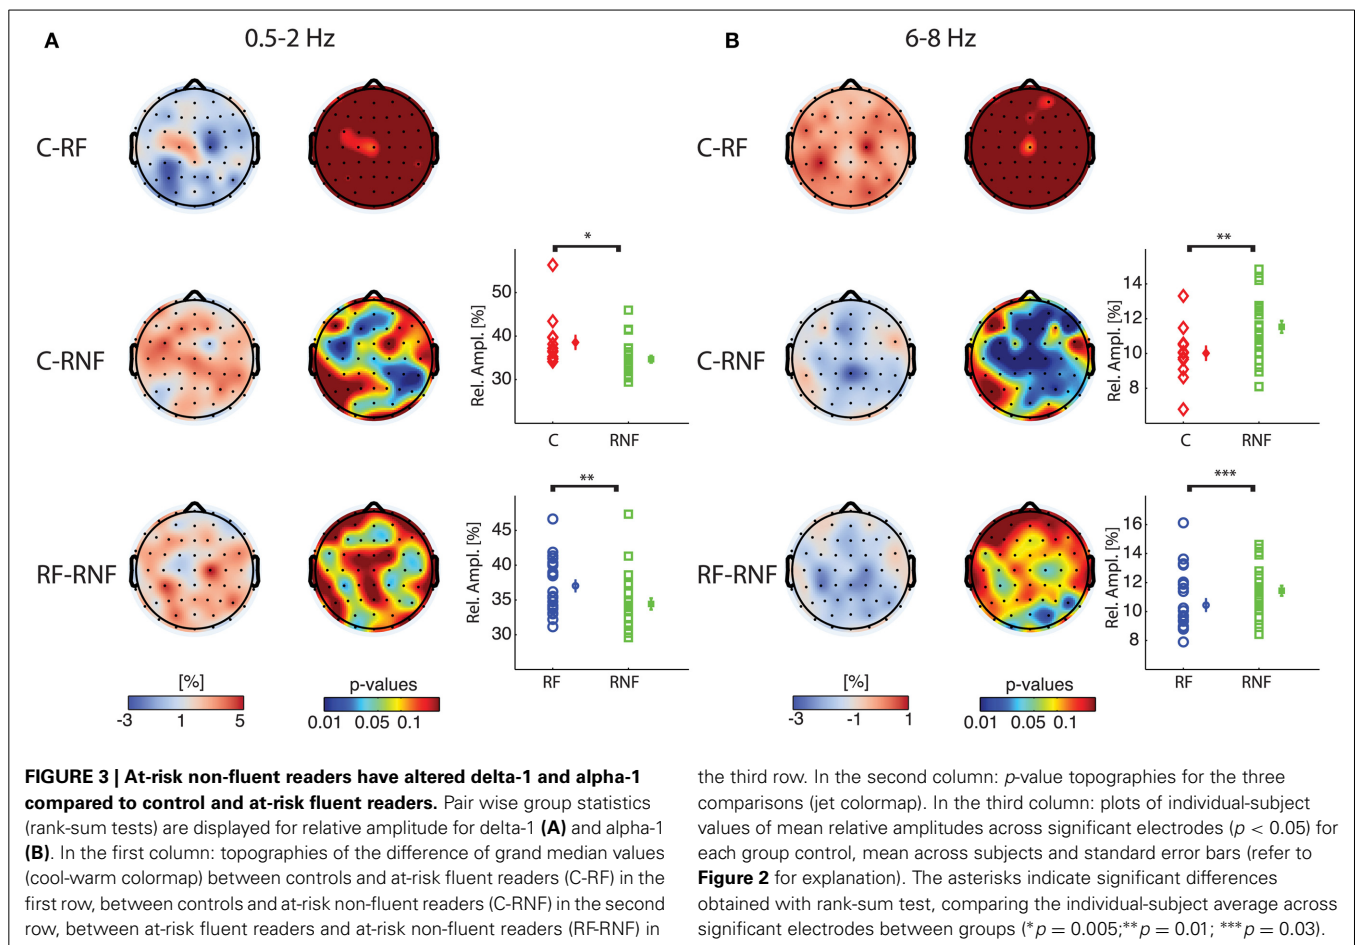 A
0.5-2 Hz
C-RF
C-RNF
Rel. Ampl. [%]
50
40
30
*
C
RNF
RF-RNF
Rel. Ampl. [%]
45
40
35
30
**
RF
RNF
[%]
-3
1
5
p-values
0.01
0.05
0.1
B
6-8 Hz
C-RF
C-RNF
Rel. Ampl. [%]
14
12
10
8
**
C
RNF
RF-RNF
Rel. Ampl. [%]
16
14
12
10
8
***
RF
RNF
[%]
-3
-1
1
p-values
0.01
0.05
0.1
FIGURE 3 | At-risk non-fluent readers have altered delta-1 and alpha-1
compared to control and at-risk fluent readers. Pair wise group statistics
(rank-sum tests) are displayed for relative amplitude for delta-1 (A) and alpha-1
(B). In the first column: topographies of the difference of grand median values
(cool-warm colormap) between controls and at-risk fluent readers (C-RF) in the
first row, between controls and at-risk non-fluent readers (C-RNF) in the second
row, between at-risk fluent readers and at-risk non-fluent readers (RF-RNF) in
the third row. In the second column: p-value topographies for the three
comparisons (jet colormap). In the third column: plots of individual-subject
values of mean relative amplitudes across significant electrodes (p < 0.05) for
each group control, mean across subjects and standard error bars (refer to
Figure 2 for explanation). The asterisks indicate significant differences
obtained with rank-sum test, comparing the individual-subject average across
significant electrodes between groups (*p = 0.005;**p = 0.01; ***p = 0.03).